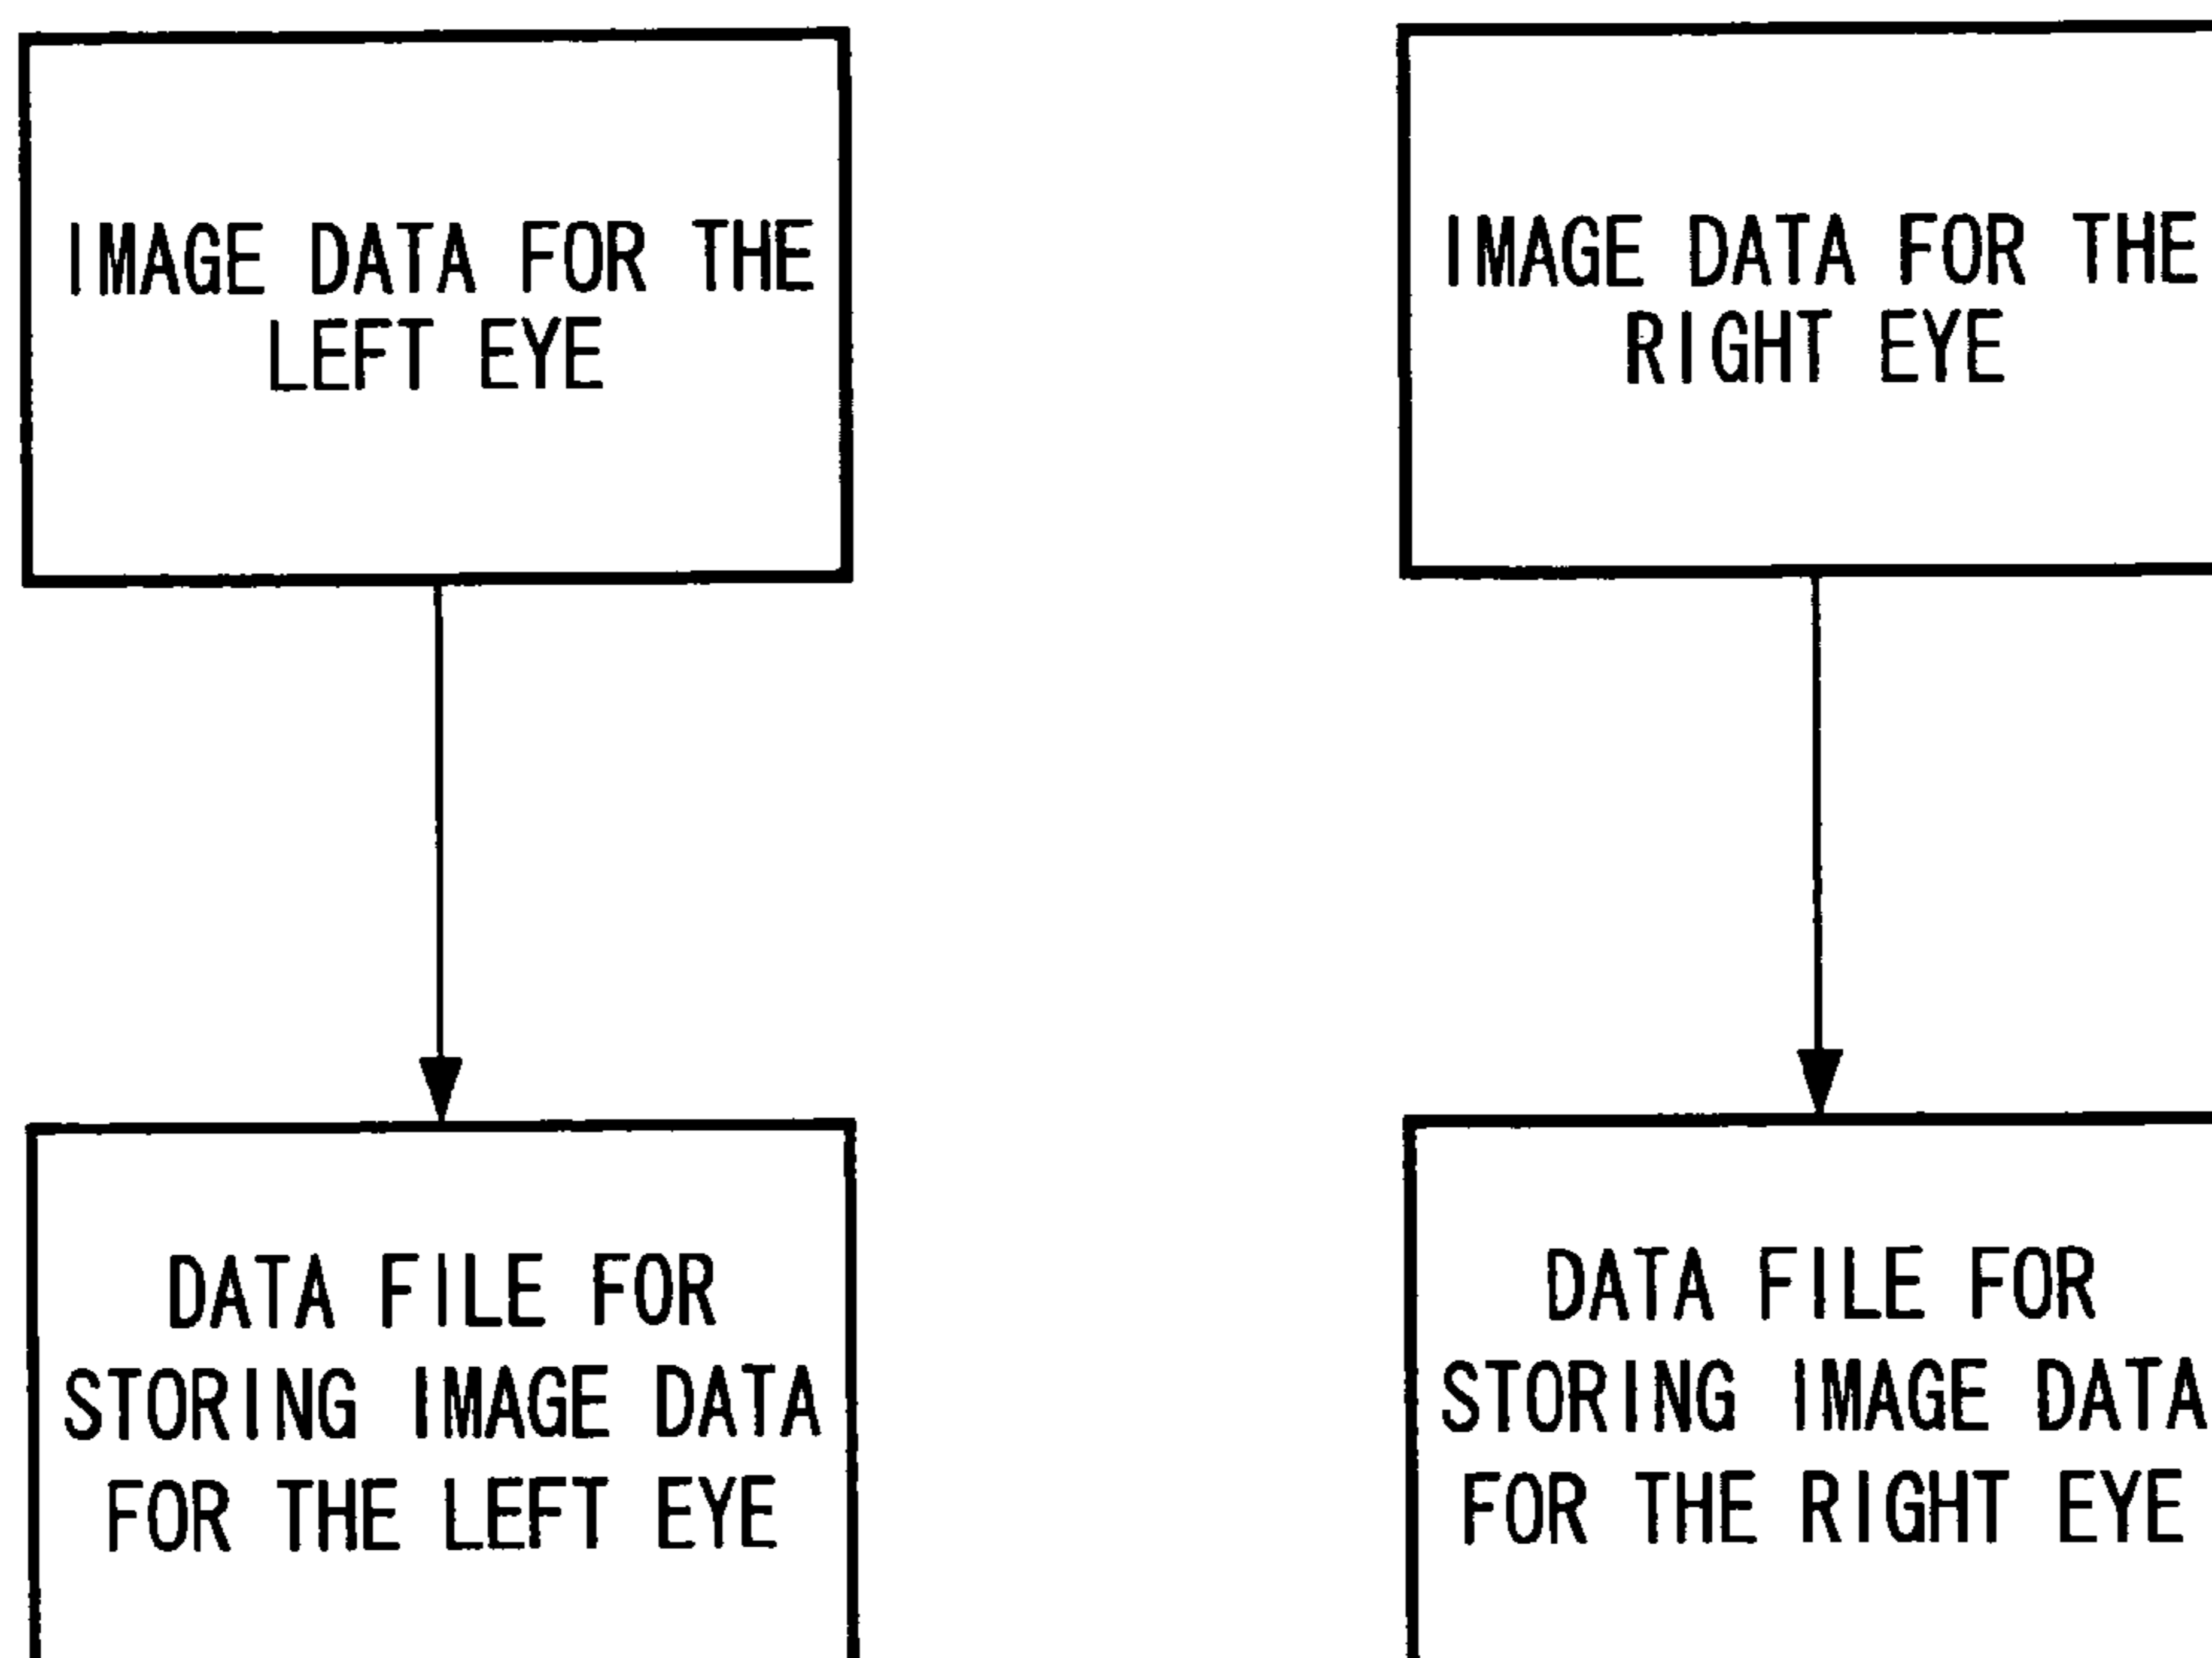 IMAGE DATA FOR THE
LEFT EYE
IMAGE DATA FOR THE
RIGHT EYE
DATA FILE FOR
STORING IMAGE DATA
FOR THE LEFT EYE
DATA FILE FOR
STORING IMAGE DATA
FOR THE RIGHT EYE